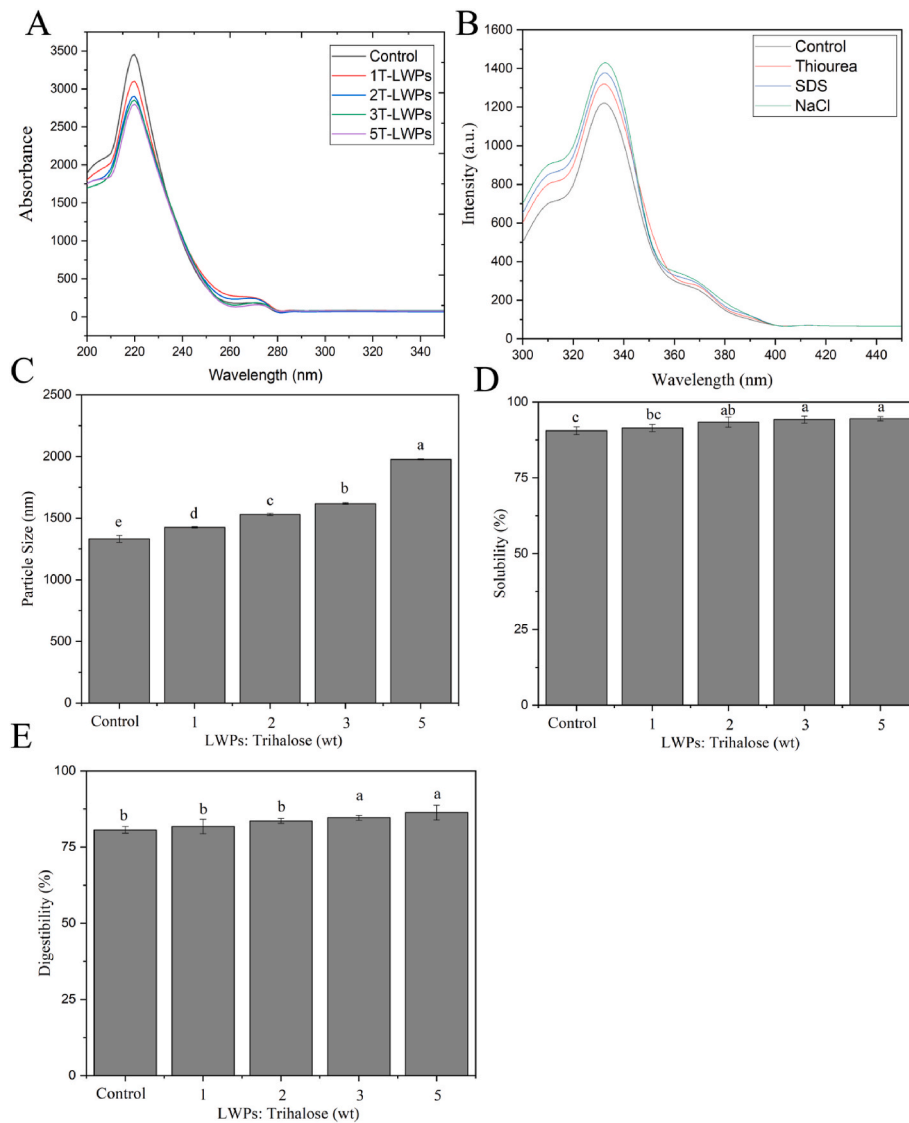 A
Absorbance
3500
3000
2500
2000
1500
1000
500
0
Control
1T-LWPs
2T-LWPs
3T-LWPs
5T-LWPs
200 220 240 260 280 300 320 340
Wavelength (nm)
B
Intensity (a.u.)
1600
1400
1200
1000
800
600
400
200
0
Control
Thiourea
SDS
NaCl
300 320 340 360 380 400 420 440
Wavelength (nm)
C
Particle Size (nm)
2500
2000
1500
1000
500
0
e d c b a
Control 1 2 3 5
LWPs: Trihalose (wt)
D
Solubility (%)
100
75
50
25
0
c bc ab a a
Control 1 2 3 5
LWPs: Trihalose (wt)
E
Digestibility (%)
100
75
50
25
0
b b b a a
Control 1 2 3 5
LWPs: Trihalose (wt)